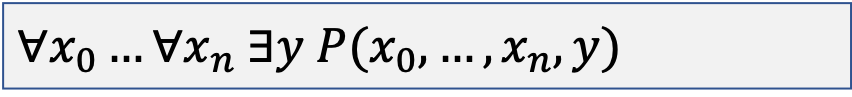 ∀x₀ … ∀xₙ ∃y P(x₀, … , xₙ, y)